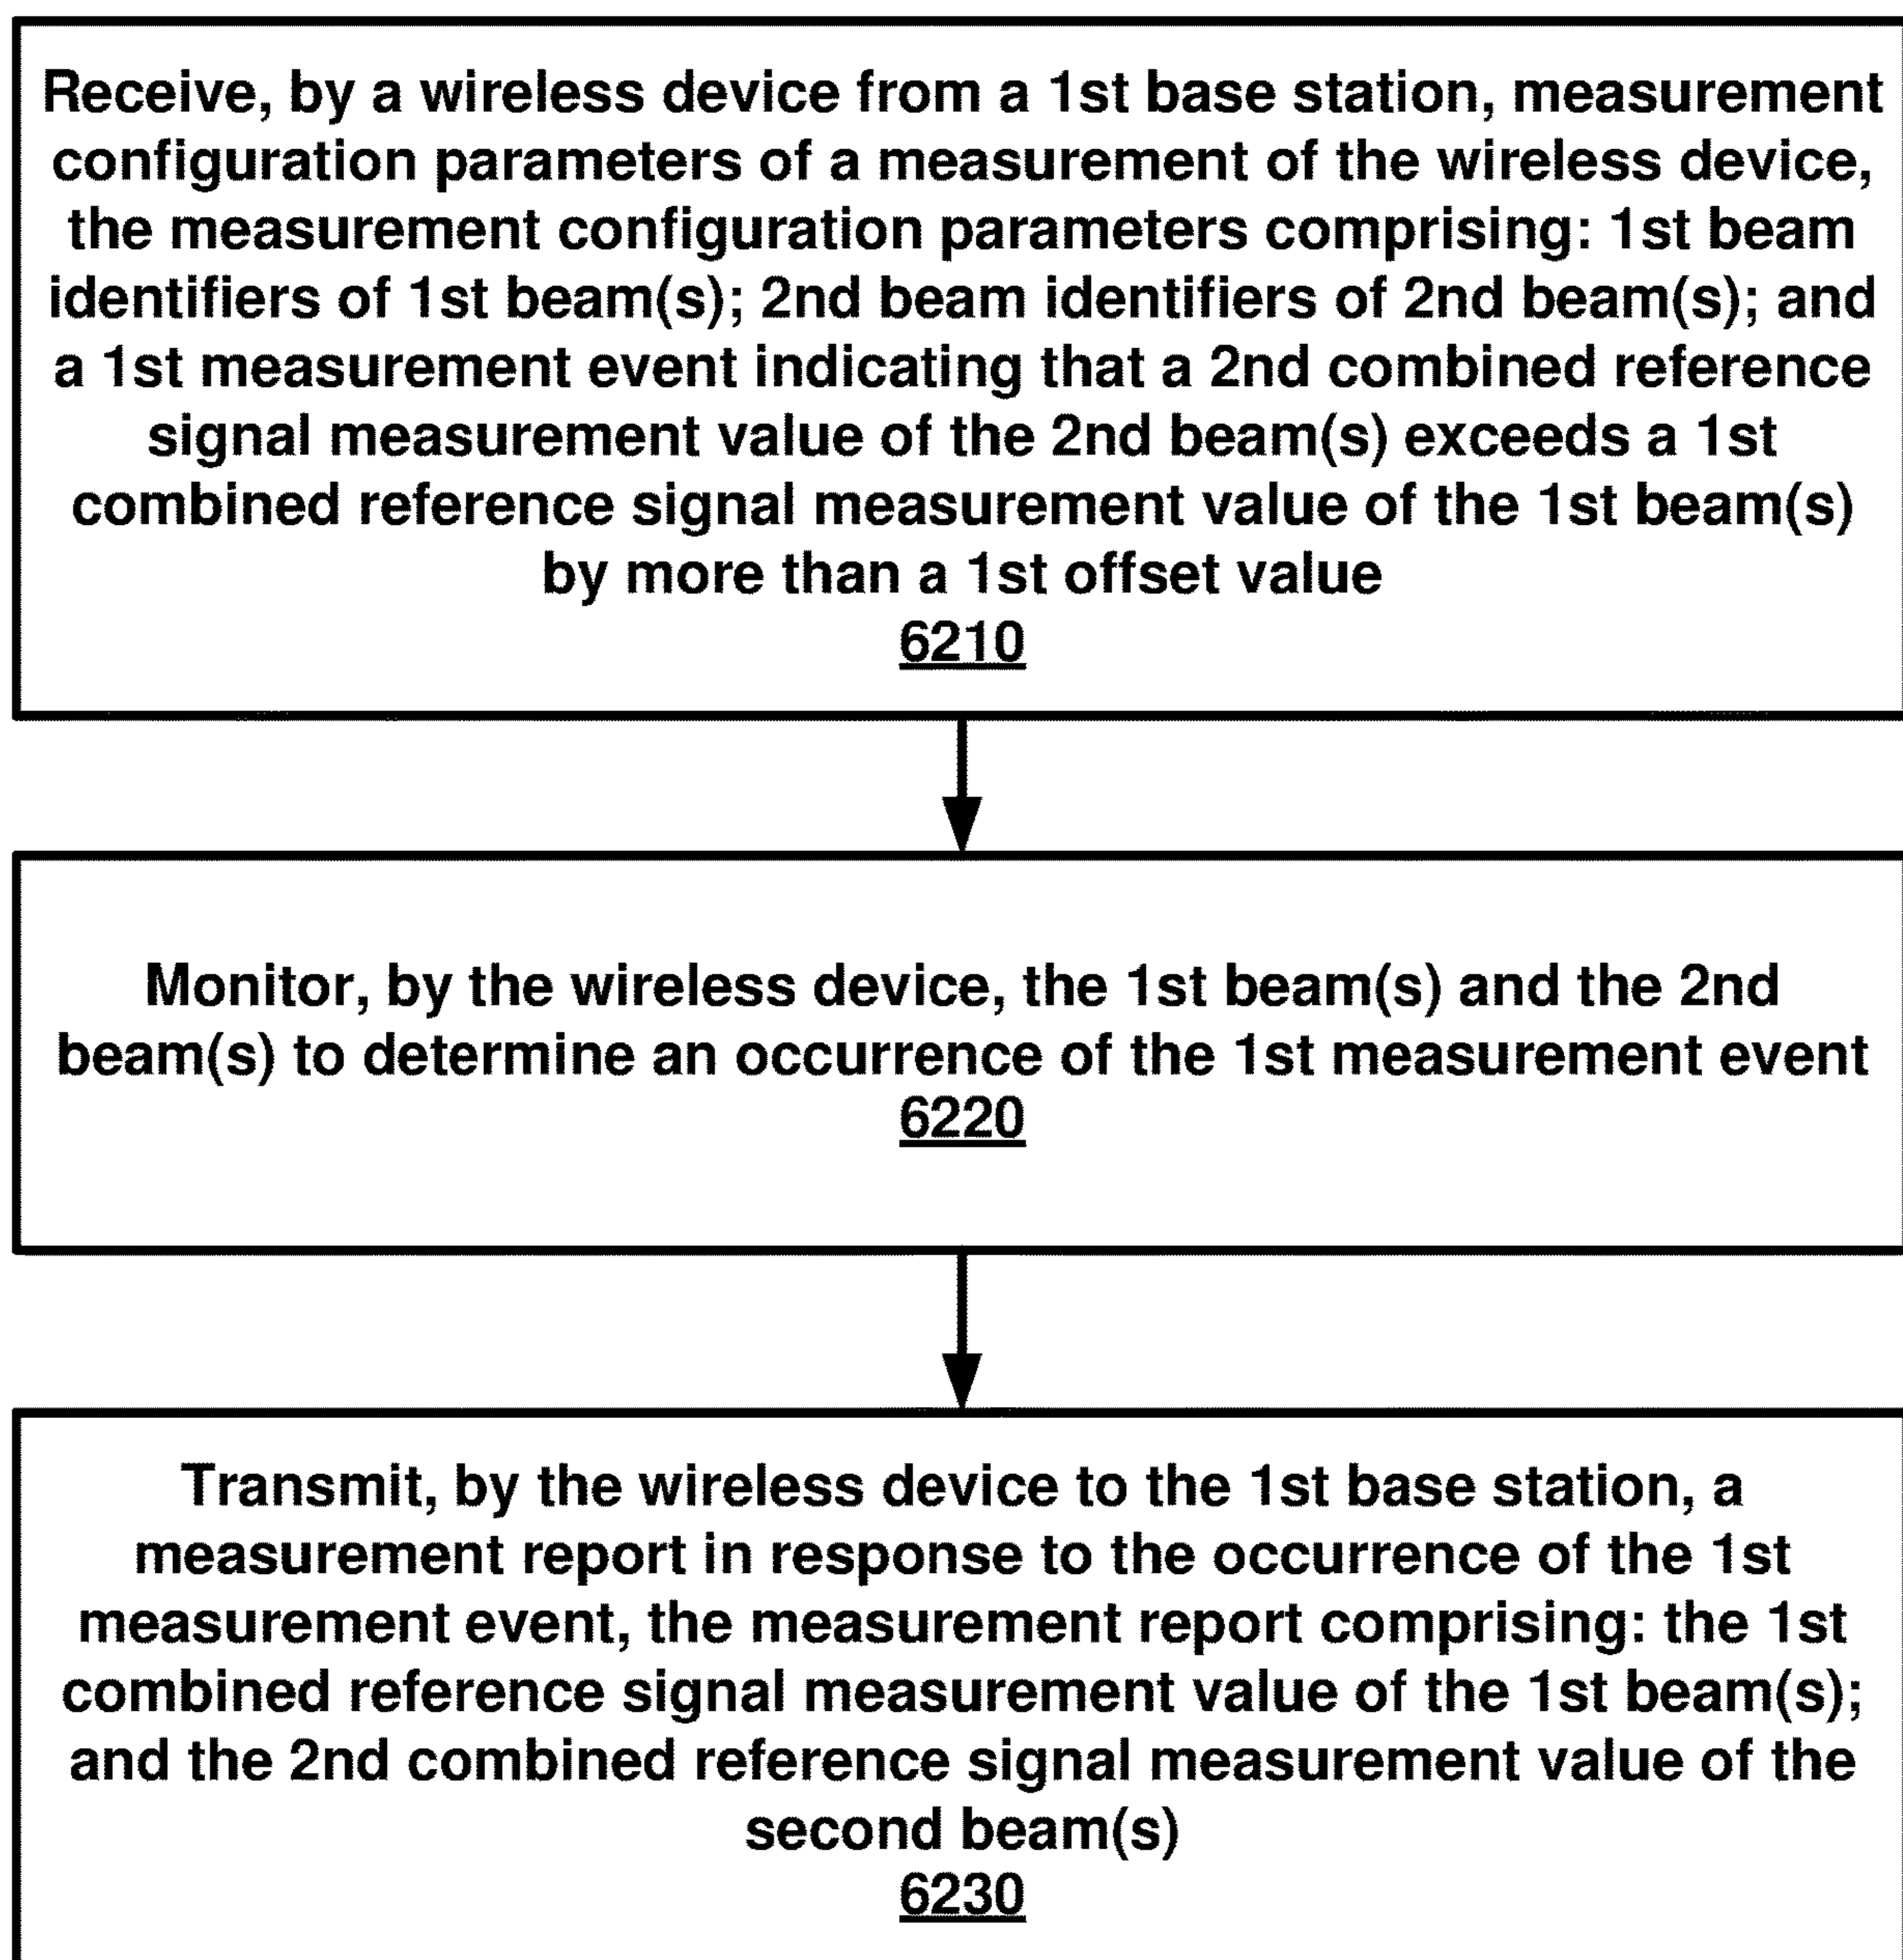 Receive, by a wireless device from a 1st base station, measurement
configuration parameters of a measurement of the wireless device,
the measurement configuration parameters comprising: 1st beam
identifiers of 1st beam(s); 2nd beam identifiers of 2nd beam(s); and
a 1st measurement event indicating that a 2nd combined reference
signal measurement value of the 2nd beam(s) exceeds a 1st
combined reference signal measurement value of the 1st beam(s)
by more than a 1st offset value
6210
Monitor, by the wireless device, the 1st beam(s) and the 2nd
beam(s) to determine an occurrence of the 1st measurement event
6220
Transmit, by the wireless device to the 1st base station, a
measurement report in response to the occurrence of the 1st
measurement event, the measurement report comprising: the 1st
combined reference signal measurement value of the 1st beam(s);
and the 2nd combined reference signal measurement value of the
second beam(s)
6230